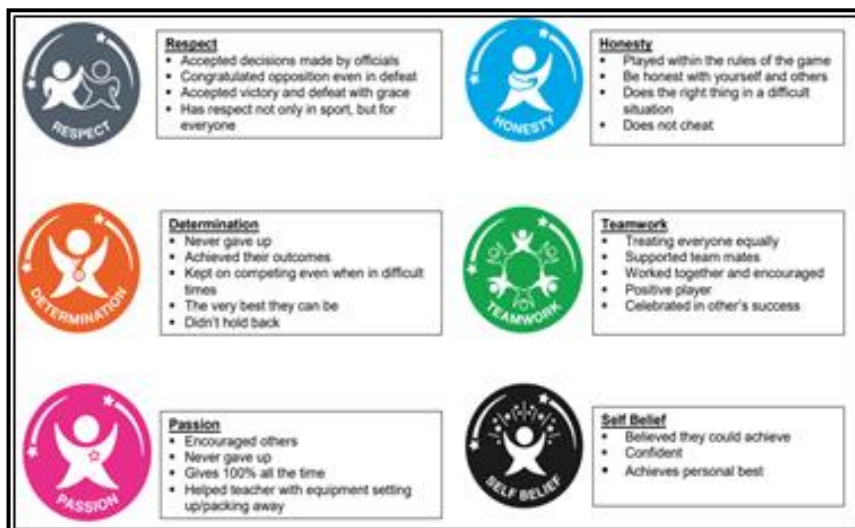 RESPECT
Respect
• Accepted decisions made by officials
• Congratulated opposition even in defeat
• Accepted victory and defeat with grace
• Has respect not only in sport, but for
everyone
HONESTY
Honesty
• Played within the rules of the game
• Be honest with yourself and others
• Does the right thing in a difficult
situation
• Does not cheat
DETERMINATION
Determination
• Never gave up
• Achieved their outcomes
• Kept on competing even when in difficult
times
• The very best they can be
• Didn't hold back
TEAMWORK
Teamwork
• Treating everyone equally
• Supported team mates
• Worked together and encouraged
• Positive player
• Celebrated in other's success
PASSION
Passion
• Encouraged others
• Never gave up
• Gives 100% all the time
• Helped teacher with equipment setting
up/packing away
SELF BELIEF
Self Belief
• Believed they could achieve
• Confident
• Achieves personal best